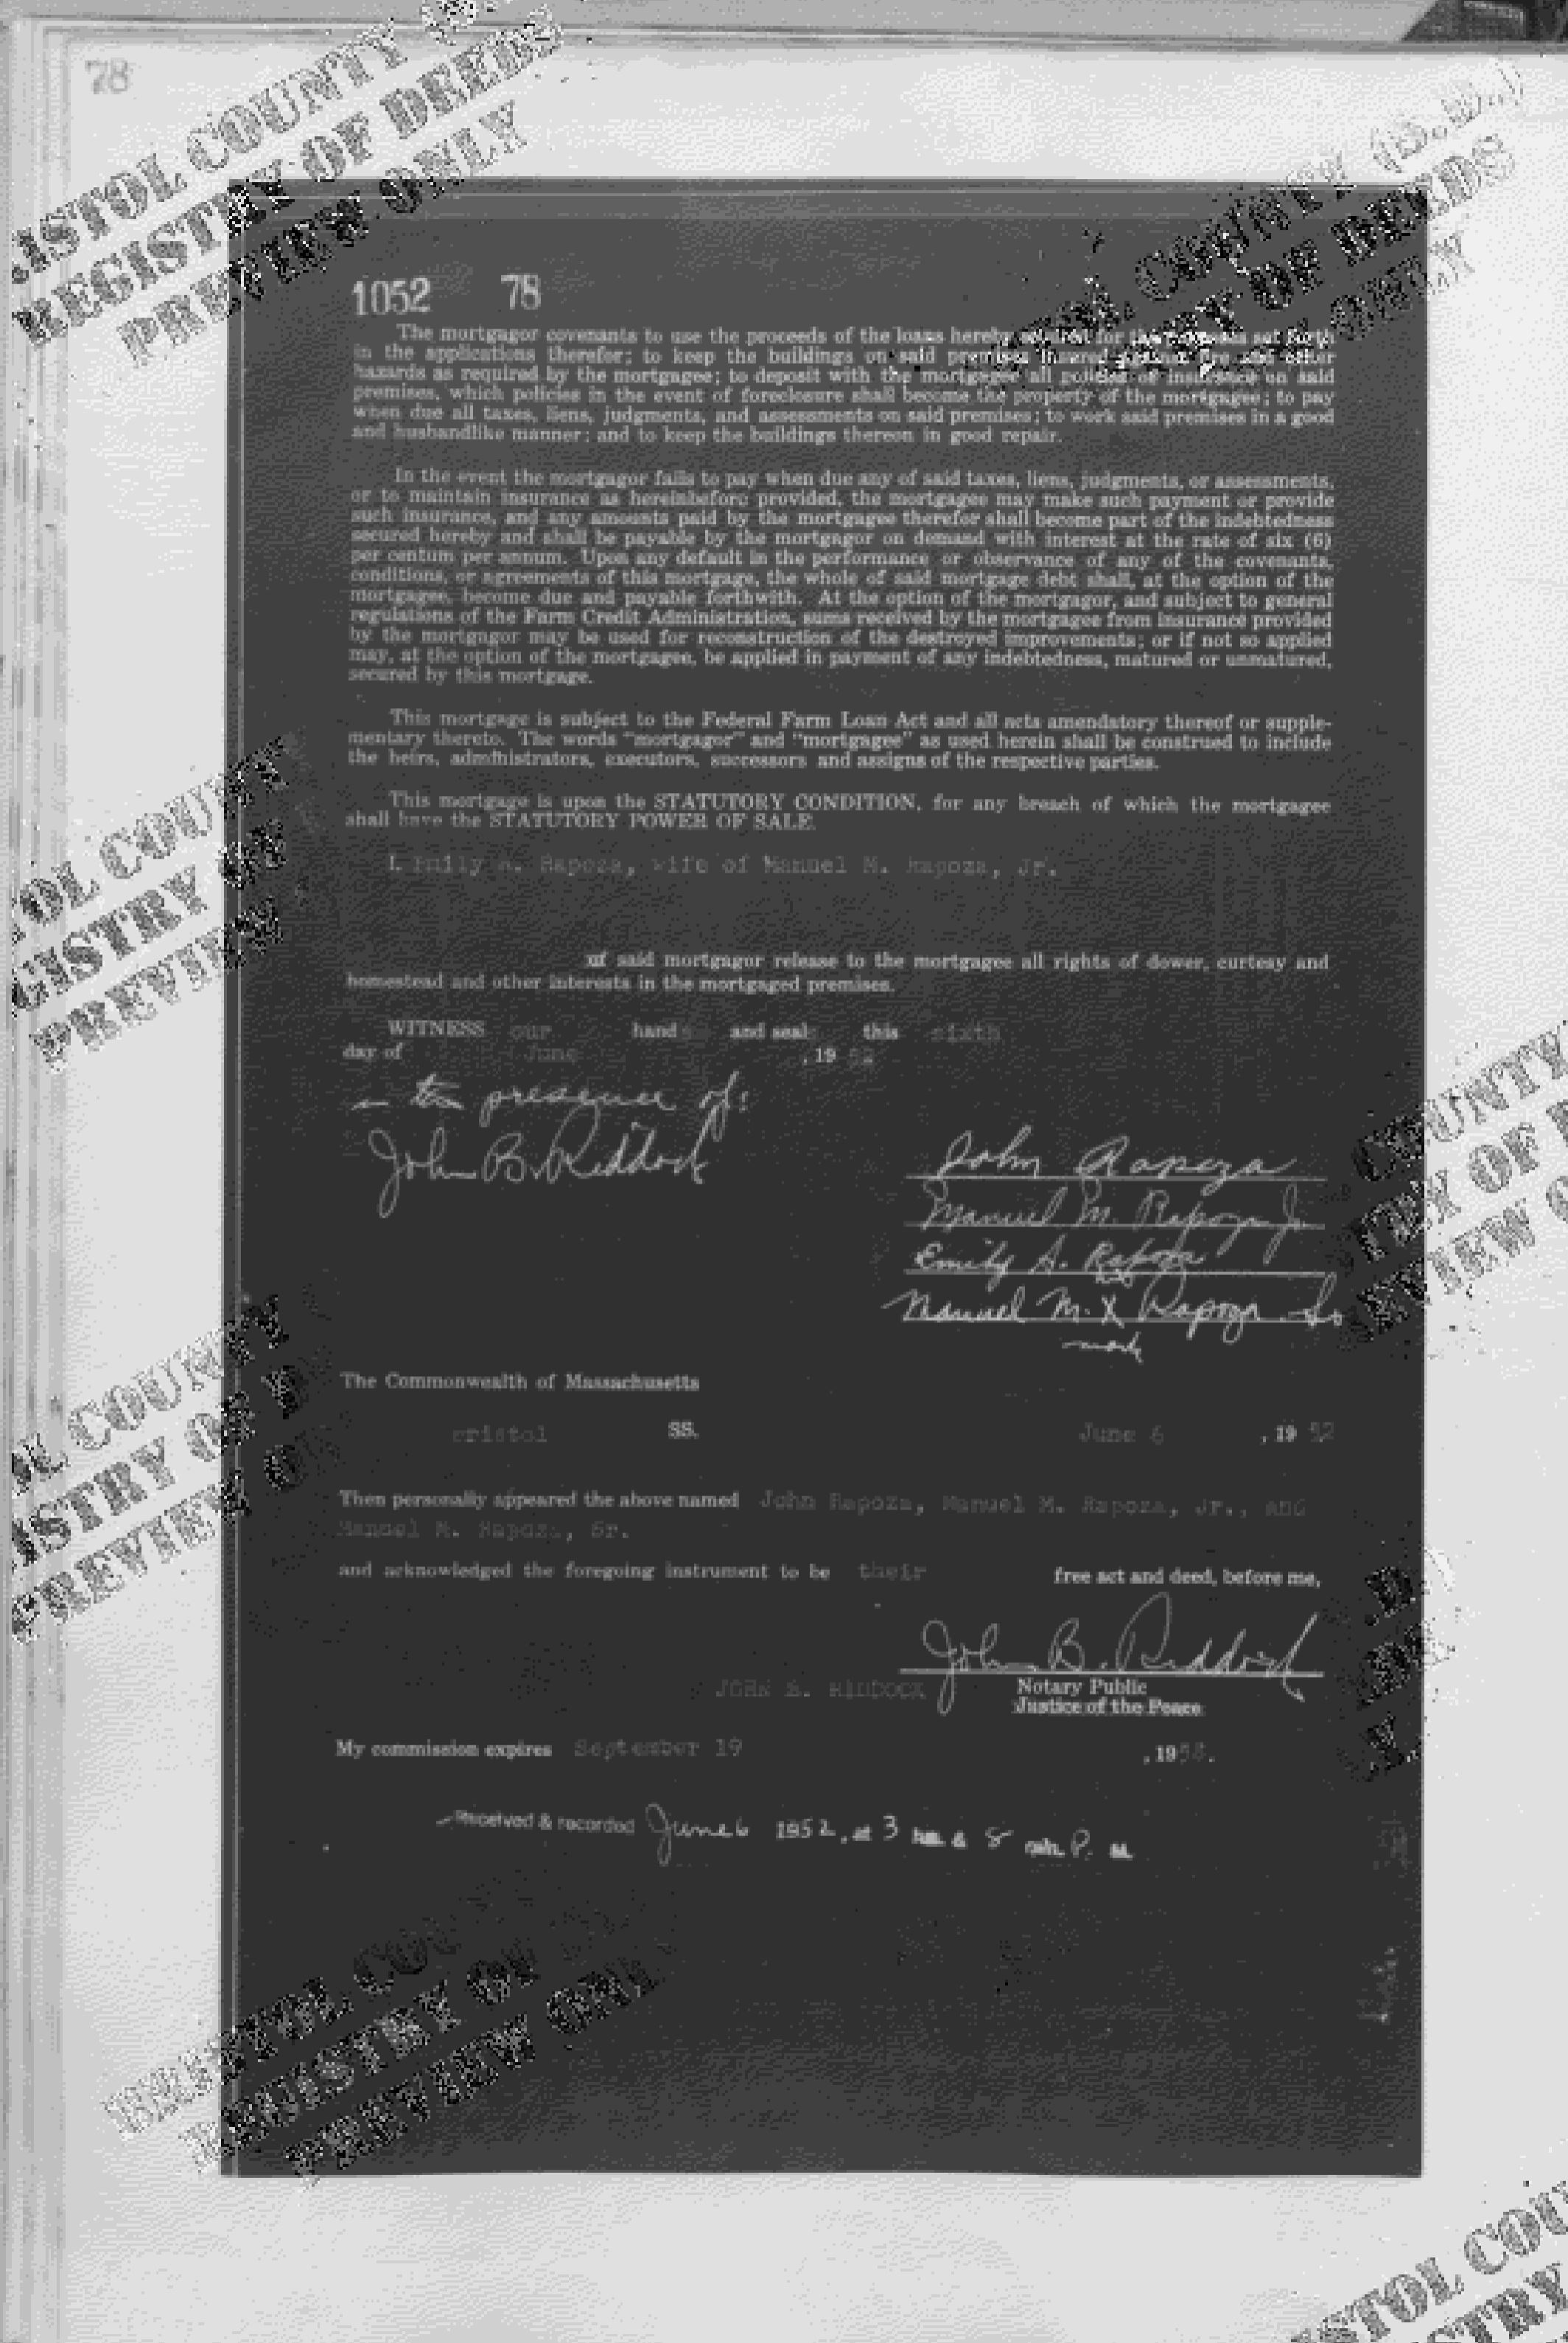 78
1052 78
The mortgagor covenants to use the proceeds of the loans hereby for the set forth
in the applications therefor; to keep the buildings on said premises insured against fire and other
hazards as required by the mortgagee; to deposit with the mortgagee all policies of insurance on said
premises, which policies in the event of foreclosure shall become the property of the mortgagee; to pay
when due all taxes, liens, judgments, and assessments on said premises; to work said premises in a good
and husbandlike manner; and to keep the buildings thereon in good repair.
In the event the mortgagor fails to pay when due any of said taxes, liens, judgments, or assessments,
or to maintain insurance as hereinbefore provided, the mortgagee may make such payment or provide
such insurance, and any amounts paid by the mortgagee therefor shall become part of the indebtedness
secured hereby and shall be payable by the mortgagor on demand with interest at the rate of six (6)
per centum per annum. Upon any default in the performance or observance of any of the covenants,
conditions, or agreements of this mortgage, the whole of said mortgage debt shall, at the option of the
mortgagee, become due and payable forthwith. At the option of the mortgagor, and subject to general
regulations of the Farm Credit Administration, sums received by the mortgagee from insurance provided
by the mortgagor may be used for reconstruction of the destroyed improvements; or if not so applied
may, at the option of the mortgagee, be applied in payment of any indebtedness, matured or unmatured,
secured by this mortgage.
This mortgage is subject to the Federal Farm Loan Act and all acts amendatory thereof or supple-
mentary thereto. The words "mortgagor" and "mortgagee" as used herein shall be construed to include
the heirs, administrators, executors, successors and assigns of the respective parties.
This mortgage is upon the STATUTORY CONDITION, for any breach of which the mortgagee
shall have the STATUTORY POWER OF SALE.
I, Emily A. Rapoza, wife of Manuel M. Rapoza, Jr.
of said mortgagor release to the mortgagee all rights of dower, curtesy and
homestead and other interests in the mortgaged premises.
WITNESS our hands and seals this sixth
day of June , 19 52
In the presence of:
John B. Riddock
John Rapoza
Manuel M. Rapoza Jr.
Emily A. Rapoza
his
Manuel M. X Rapoza Sr
mark
The Commonwealth of Massachusetts
Bristol SS. June 6 , 19 52
Then personally appeared the above named John Rapoza, Manuel M. Rapoza, Jr., and
Manuel M. Rapoza, Sr.
and acknowledged the foregoing instrument to be their free act and deed, before me,
John B. Riddock
JOHN B. RIDDOCK Notary Public
Justice of the Peace
My commission expires September 19 , 1958.
Received & recorded June 6 1952, at 3 hrs & 8 min. P. M
BRISTOL COUNTY
REGISTRY OF DEEDS
PREVIEW ONLY